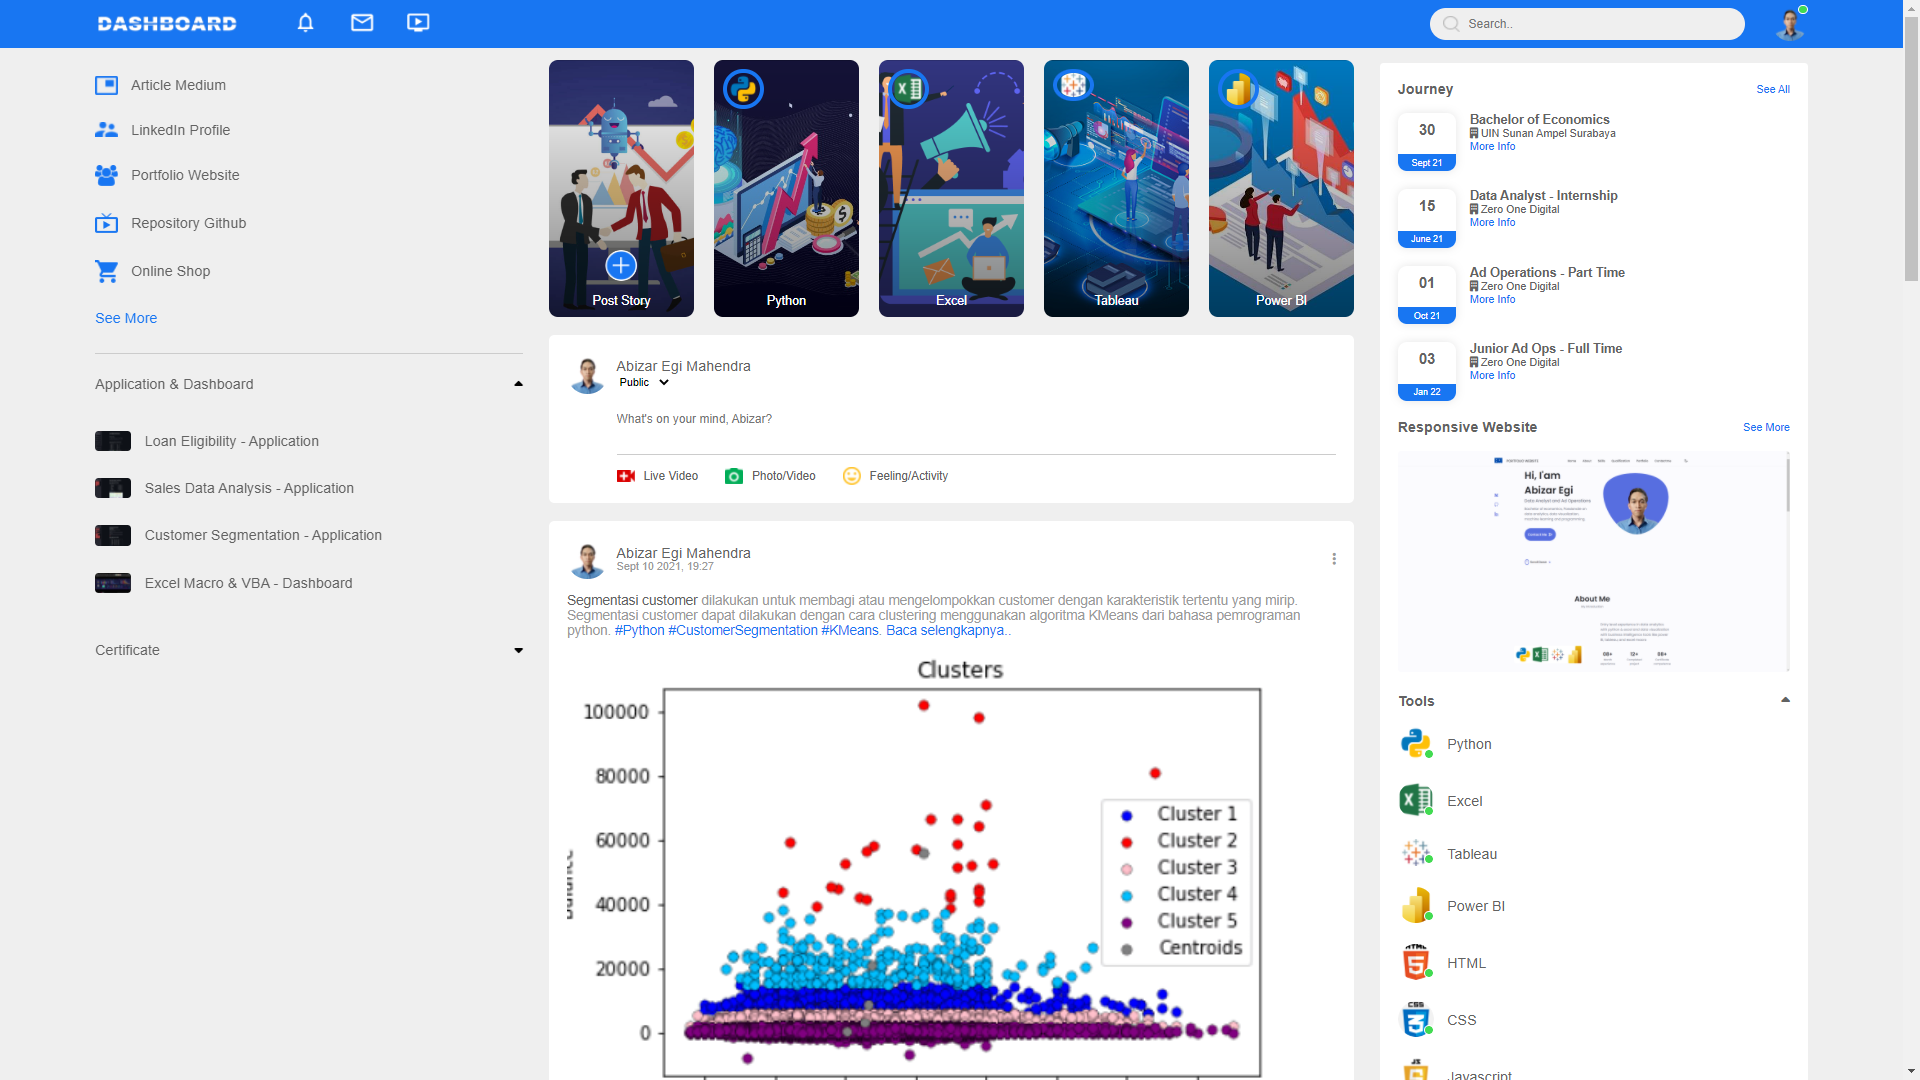 DASHBOARD
Search..
Article Medium
LinkedIn Profile
Portfolio Website
Repository Github
Online Shop
See More
Application & Dashboard
Loan Eligibility - Application
Sales Data Analysis - Application
Customer Segmentation - Application
Excel Macro & VBA - Dashboard
Certificate
Post Story
Python
Excel
Tableau
Power BI
Abizar Egi Mahendra
Public
What's on your mind, Abizar?
Live Video
Photo/Video
Feeling/Activity
Abizar Egi Mahendra
Sept 10 2021, 19:27
Segmentasi customer dilakukan untuk membagi atau mengelompokkan customer dengan karakteristik tertentu yang mirip.
Segmentasi customer dapat dilakukan dengan cara clustering menggunakan algoritma KMeans dari bahasa pemrograman
python. #Python #CustomerSegmentation #KMeans. Baca selengkapnya..
Clusters
100000
80000
60000
40000
20000
0
Cluster 1
Cluster 2
Cluster 3
Cluster 4
Cluster 5
Centroids
Journey
See All
30
Sept 21
Bachelor of Economics
UIN Sunan Ampel Surabaya
More Info
15
June 21
Data Analyst - Internship
Zero One Digital
More Info
01
Oct 21
Ad Operations - Part Time
Zero One Digital
More Info
03
Jan 22
Junior Ad Ops - Full Time
Zero One Digital
More Info
Responsive Website
See More
Hi, I'am
Abizar Egi
About Me
Tools
Python
Excel
Tableau
Power BI
HTML
CSS
Javascript